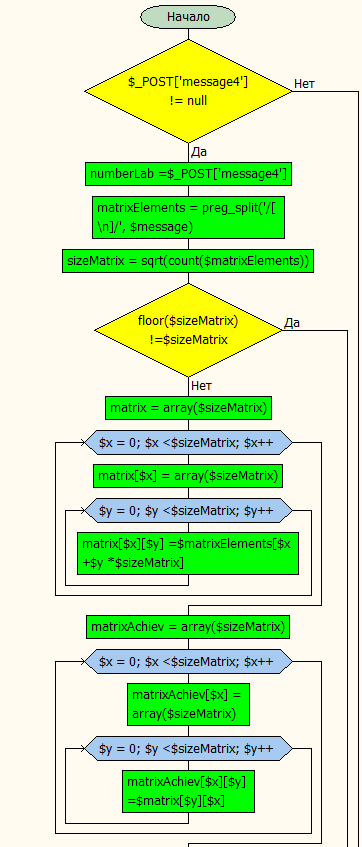 Начало
$_POST['message4']
!= null
Нет
Да
numberLab =$_POST['message4']
matrixElements = preg_split('/[
\n]/', $message)
sizeMatrix = sqrt(count($matrixElements))
floor($sizeMatrix)
!=$sizeMatrix
Да
Нет
matrix = array($sizeMatrix)
$x = 0; $x <$sizeMatrix; $x++
matrix[$x] = array($sizeMatrix)
$y = 0; $y <$sizeMatrix; $y++
matrix[$x][$y] =$matrixElements[$x
+$y *$sizeMatrix]
matrixAchiev = array($sizeMatrix)
$x = 0; $x <$sizeMatrix; $x++
matrixAchiev[$x] =
array($sizeMatrix)
$y = 0; $y <$sizeMatrix; $y++
matrixAchiev[$x][$y]
=$matrix[$y][$x]